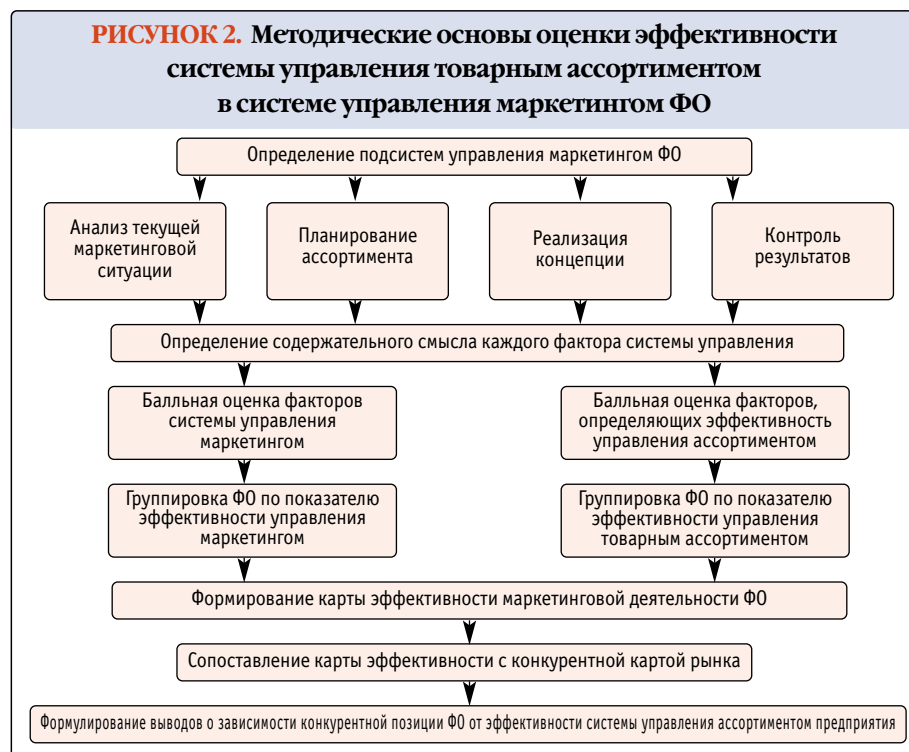 РИСУНОК 2. Методические основы оценки эффективности
системы управления товарным ассортиментом
в системе управления маркетингом ФО
Определение подсистем управления маркетингом ФО
Анализ текущей
маркетинговой
ситуации
Планирование
ассортимента
Реализация
концепции
Контроль
результатов
Определение содержательного смысла каждого фактора системы управления
Балльная оценка факторов
системы управления
маркетингом
Балльная оценка факторов,
определяющих эффективность
управления ассортиментом
Группировка ФО по показателю
эффективности управления
маркетингом
Группировка ФО по показателю
эффективности управления
товарным ассортиментом
Формирование карты эффективности маркетинговой деятельности ФО
Сопоставление карты эффективности с конкурентной картой рынка
Формулирование выводов о зависимости конкурентной позиции ФО от эффективности системы управления ассортиментом предприятия